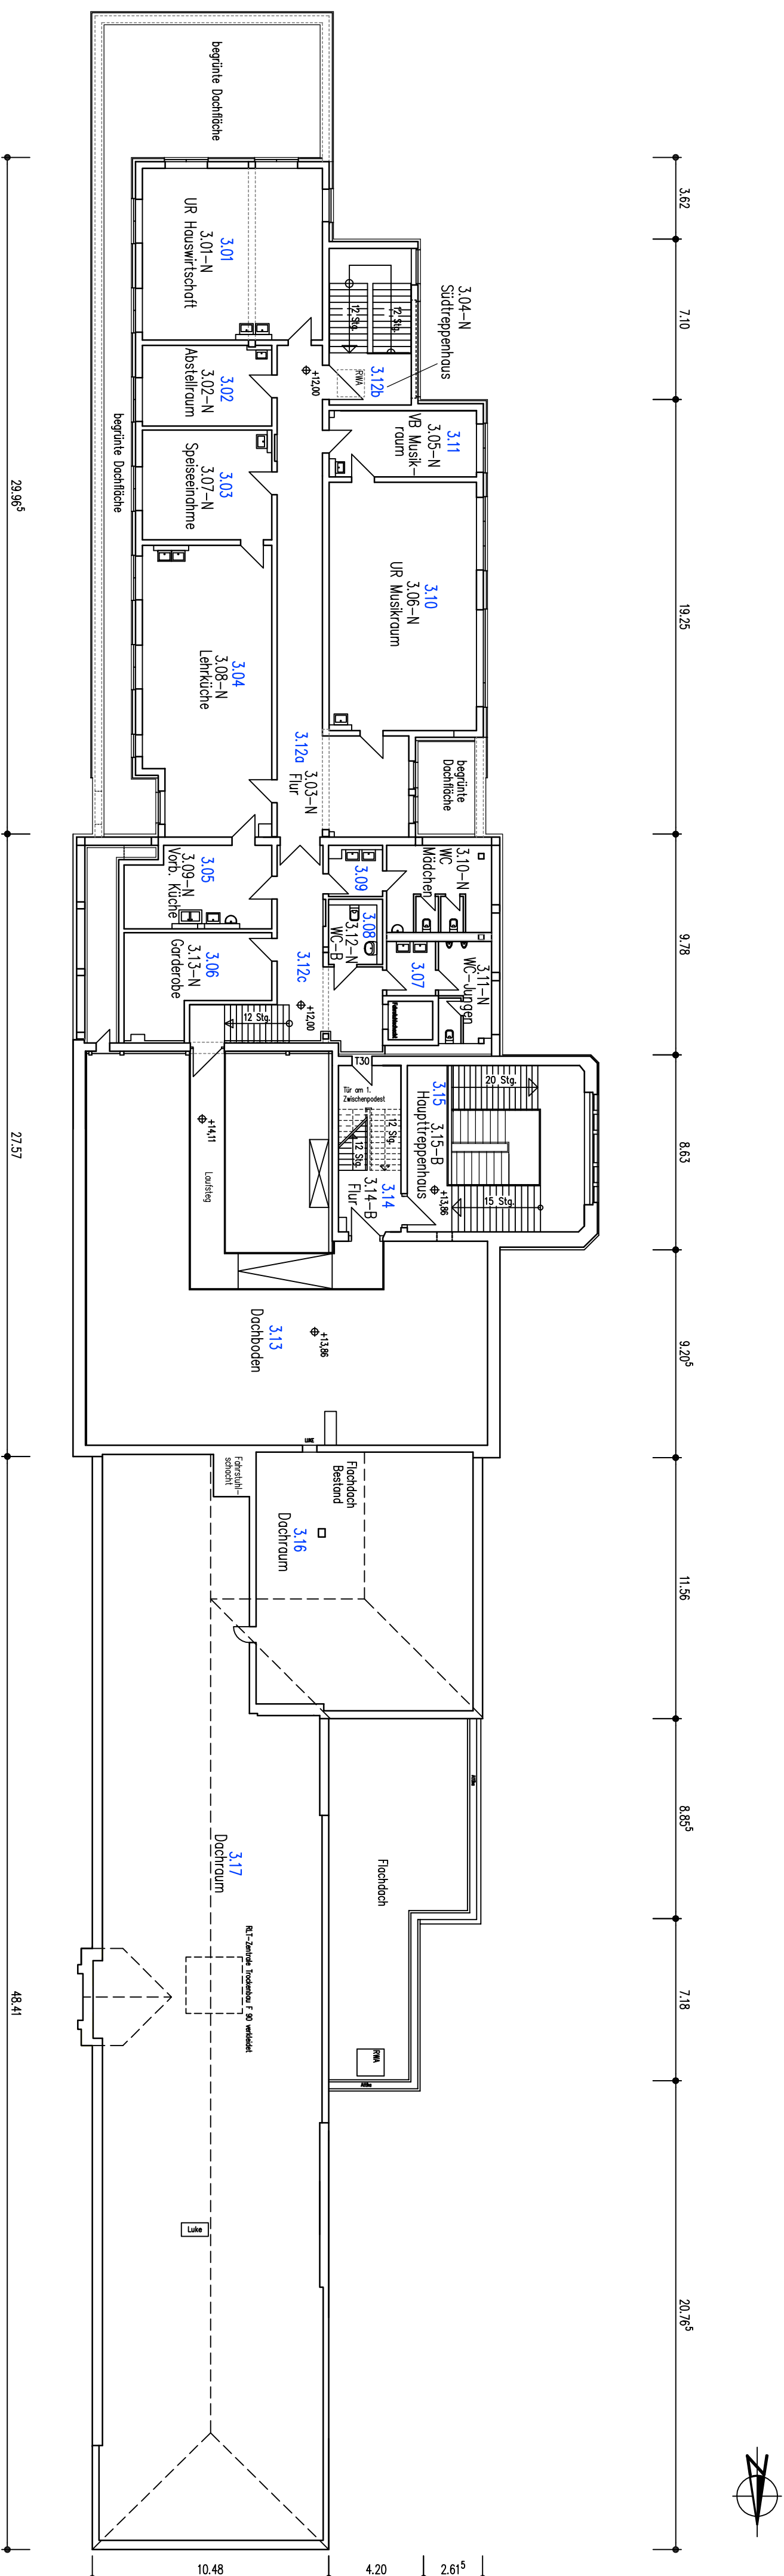 begrünte Dachfläche
3.62
7.10
19.25
9.78
8.63
9.20⁵
11.56
8.85⁵
7.18
20.76⁵
3.04-N
Südtreppenhaus
3.01
3.01-N
UR Hauswirtschaft
12 Stg.
12 Stg.
RWA
3.12b
+12,00
3.02
3.02-N
Abstellraum
3.11
3.05-N
VB Musik-
raum
begrünte Dachfläche
3.03
3.07-N
Speiseeinahme
3.10
3.06-N
UR Musikraum
3.04
3.08-N
Lehrküche
3.12a
3.03-N
Flur
begrünte
Dachfläche
3.05
3.09-N
Vorb. Küche
3.09
3.10-N
WC
Mädchen
3.08
3.12-N
WC-B
3.07
3.11-N
WC-Jungen
3.06
3.13-N
Garderobe
3.12c
+12,00
12 Stg.
T30
Tür am 1.
Zwischenpodest
12 Stg.
12 Stg.
3.15
3.15-B
Haupttreppenhaus
20 Stg.
15 Stg.
+13,86
3.14
3.14-B
Flur
+14,11
Laufsteg
3.13
Dachboden
+13,86
LUKE
Fahrstuhl-
schacht
Flachdach
Bestand
3.16
Dachraum
Attika
Flachdach
3.17
Dachraum
RLT-Zentrale Trockenbau F 90 verkleidet
RWA
Attika
Luke
29.96⁵
27.57
48.41
10.48
4.20
2.61⁵
N